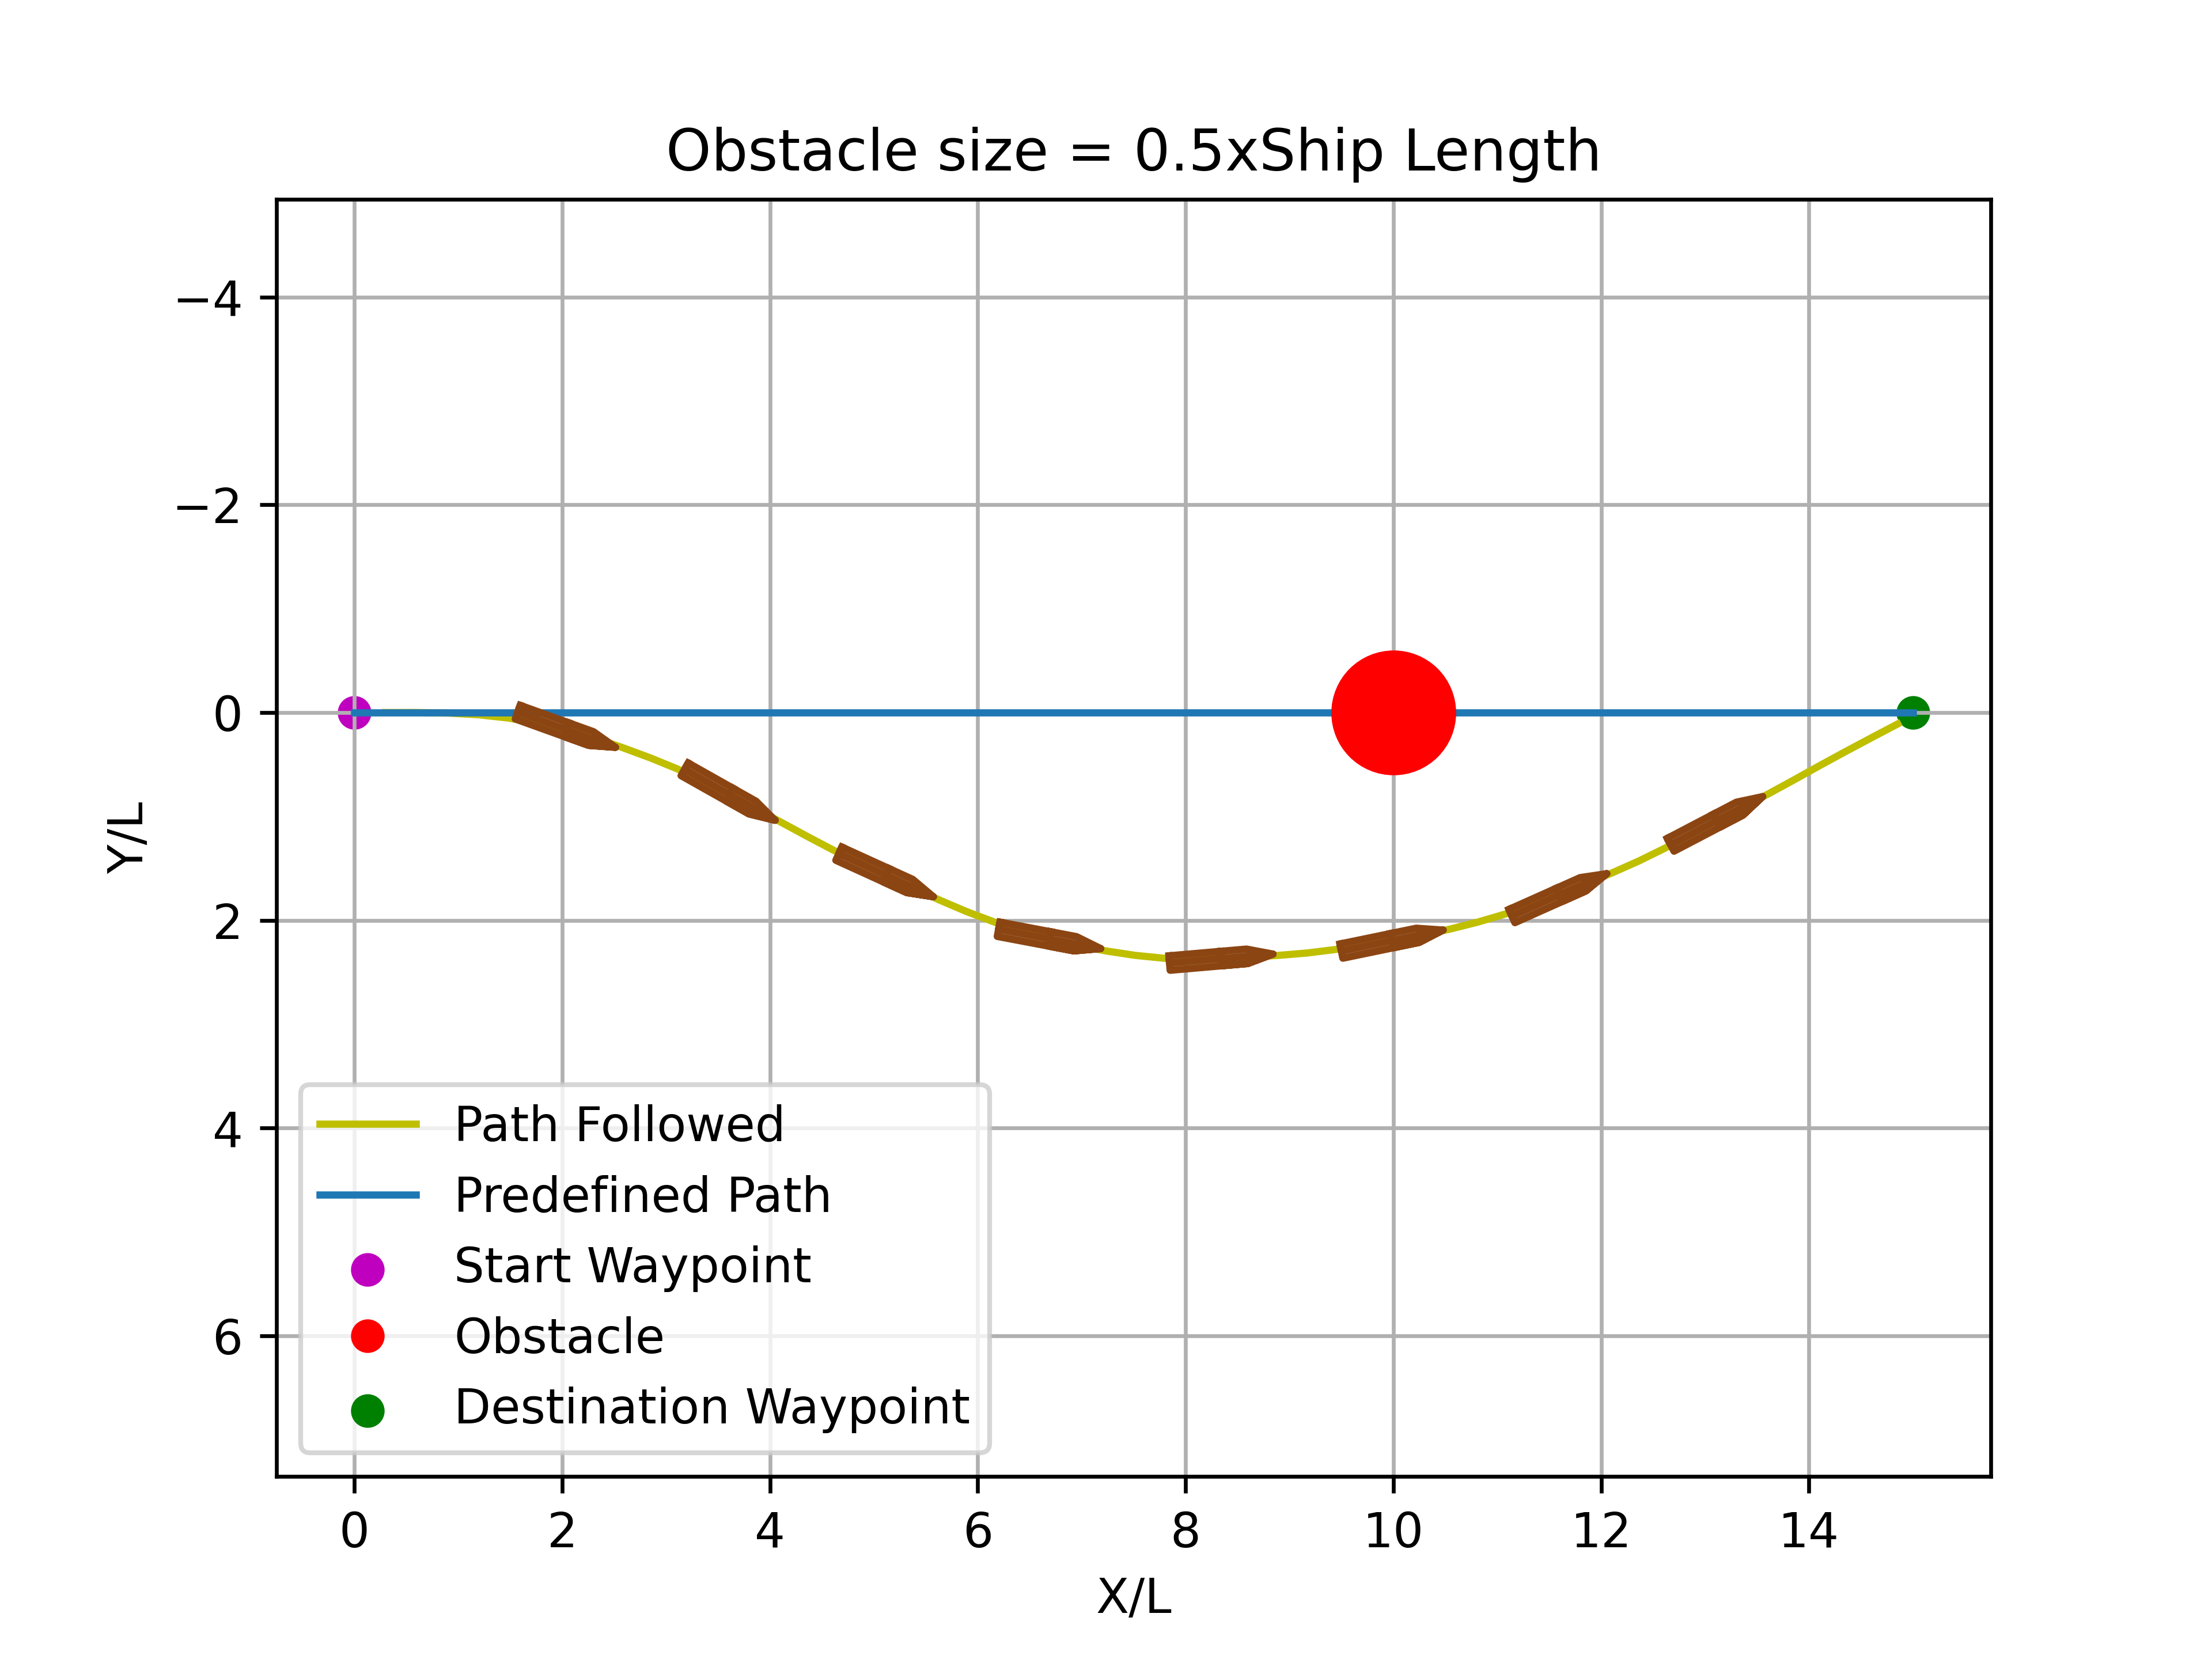 Obstacle size = 0.5xShip Length
−4
−2
0
2
4
6
Y/L
Path Followed
Predefined Path
Start Waypoint
Obstacle
Destination Waypoint
0 2 4 6 8 10 12 14
X/L